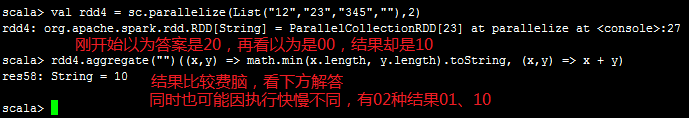 scala> val rdd4 = sc.parallelize(List("12","23","345",""),2)
rdd4: org.apache.spark.rdd.RDD[String] = ParallelCollectionRDD[23] at parallelize at <console>:27
刚开始以为答案是20，再看以为是00，结果却是10
scala> rdd4.aggregate("")((x,y) => math.min(x.length, y.length).toString, (x,y) => x + y)
res58: String = 10
结果比较费脑，看下方解答
同时也可能因执行快慢不同，有02种结果01、10
scala>